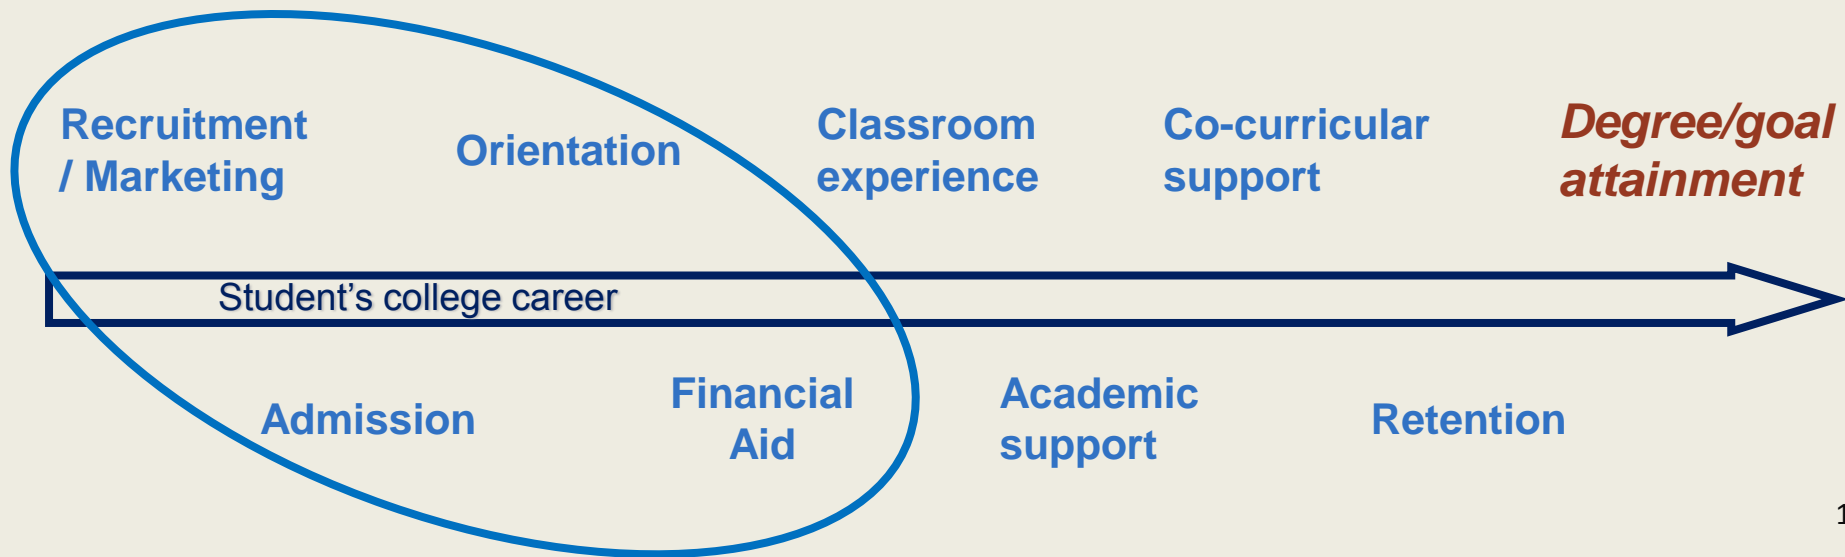 Recruitment
/ Marketing
Orientation
Classroom
experience
Co-curricular
support
Degree/goal
attainment
Student’s college career
Admission
Financial
Aid
Academic
support
Retention
1